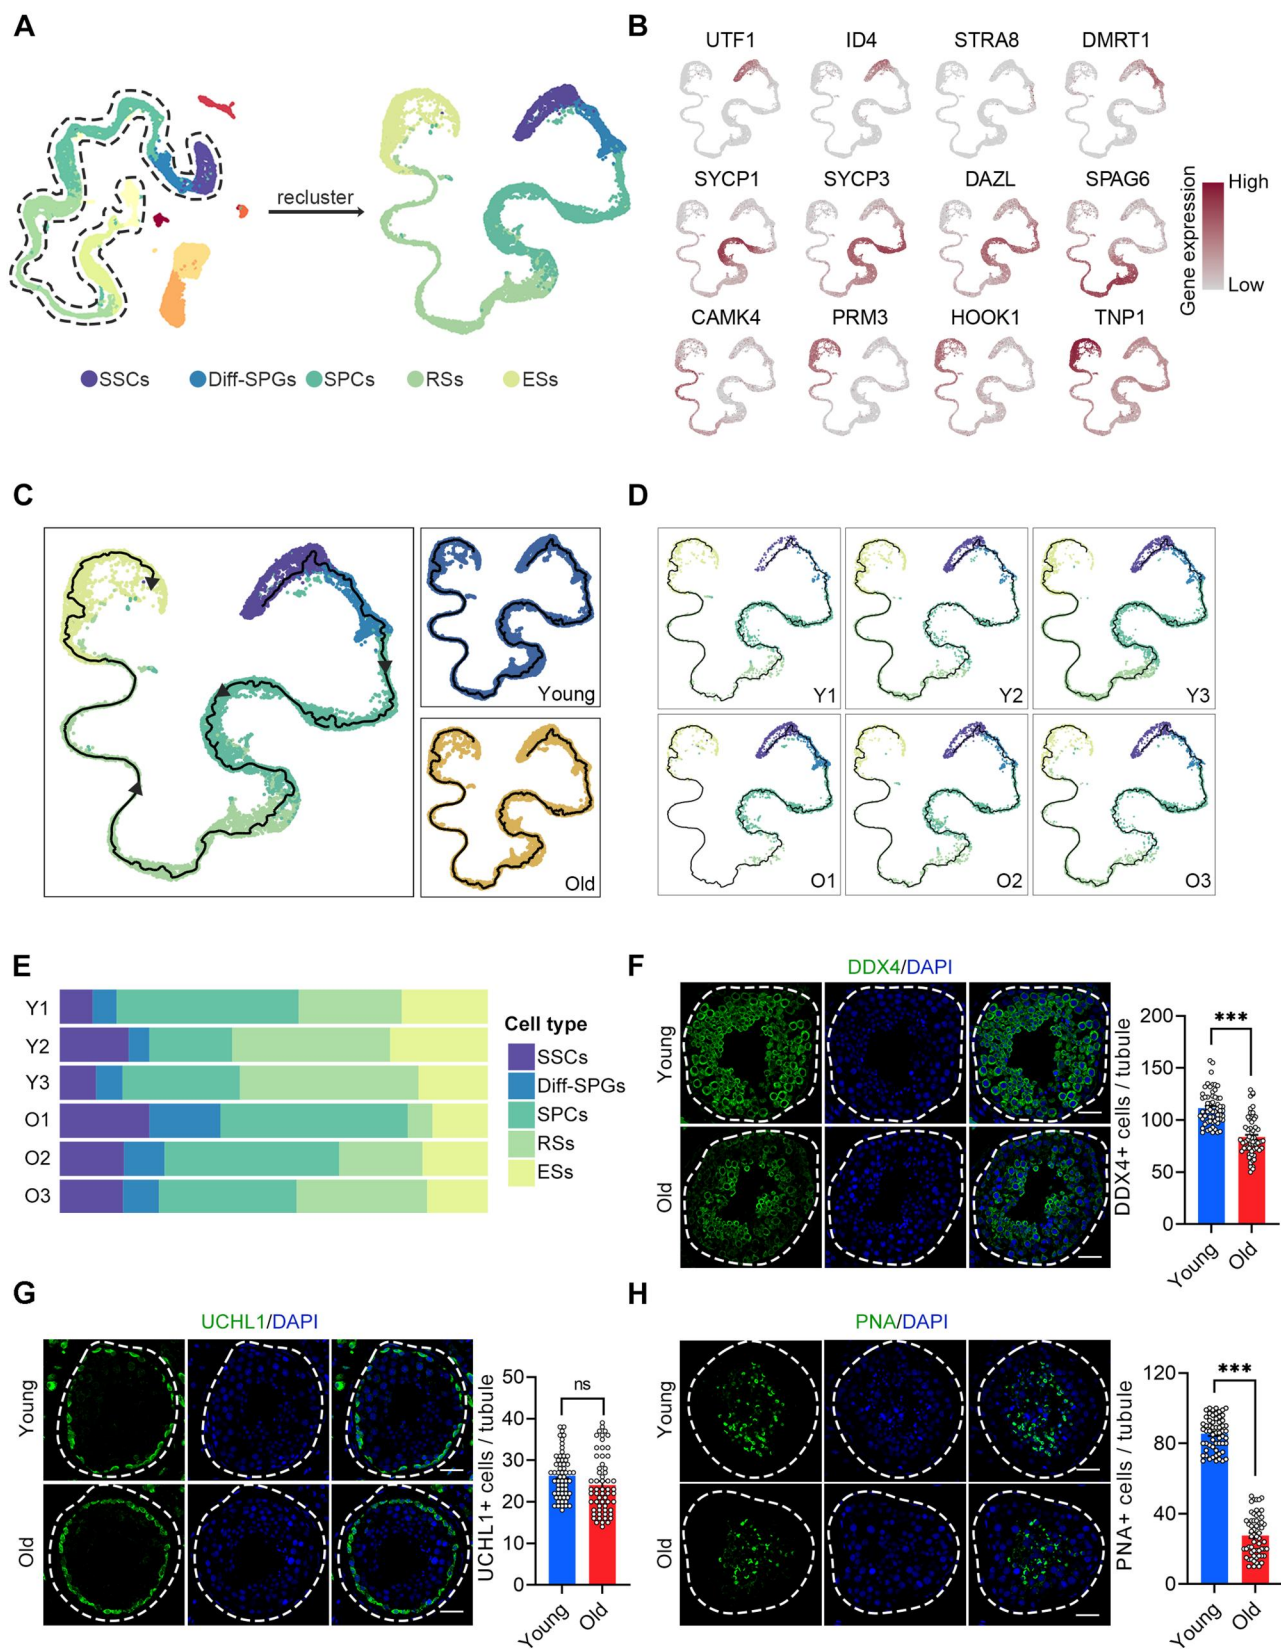 A
recluster
SSCs Diff-SPGs SPCs RSs ESs
B
UTF1 ID4 STRA8 DMRT1
SYCP1 SYCP3 DAZL SPAG6
CAMK4 PRM3 HOOK1 TNP1
Gene expression
High
Low
C
Young
Old
D
Y1 Y2 Y3
O1 O2 O3
E
Y1
Y2
Y3
O1
O2
O3
Cell type
SSCs
Diff-SPGs
SPCs
RSs
ESs
F
DDX4/DAPI
Young
Old
DDX4+ cells / tubule
200
150
100
50
0
***
Young Old
G
UCHL1/DAPI
Young
Old
UCHL1+ cells / tubule
50
40
30
20
10
0
ns
Young Old
H
PNA/DAPI
Young
Old
PNA+ cells / tubule
120
80
40
0
***
Young Old